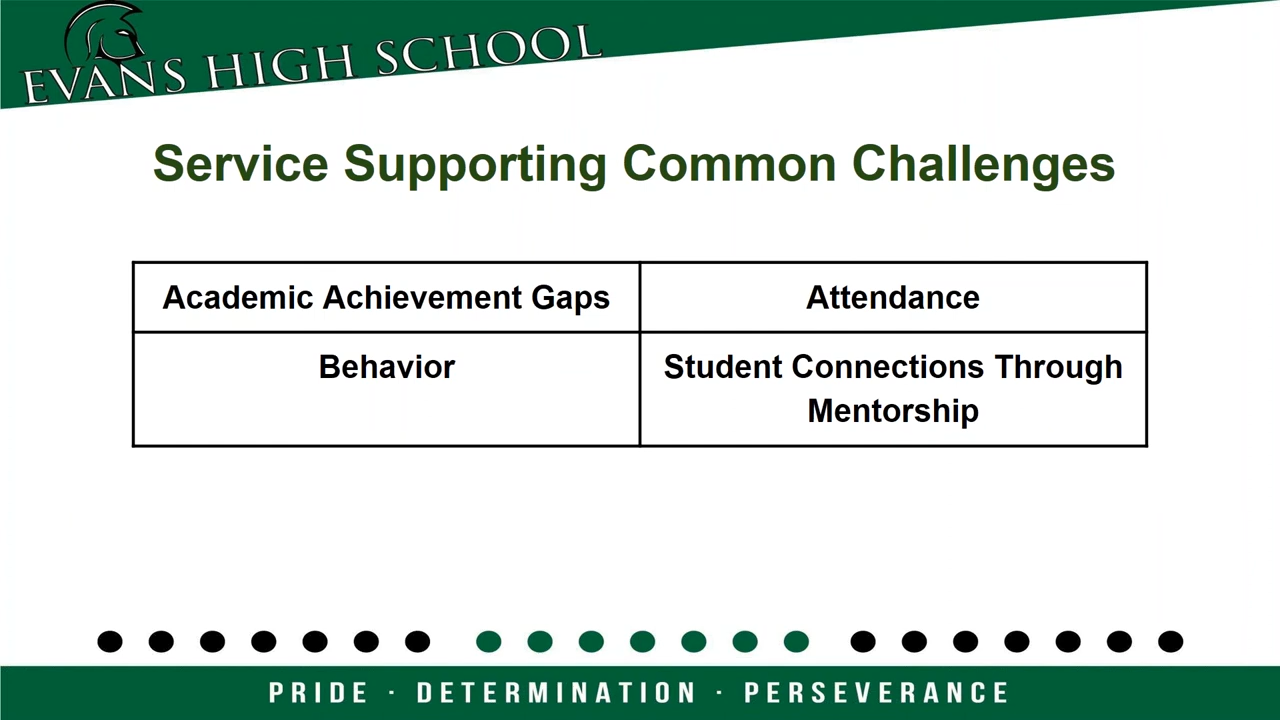 EVANS HIGH SCHOOL
Service Supporting Common Challenges
Academic Achievement Gaps
Attendance
Behavior
Student Connections Through
Mentorship
PRIDE · DETERMINATION · PERSEVERANCE